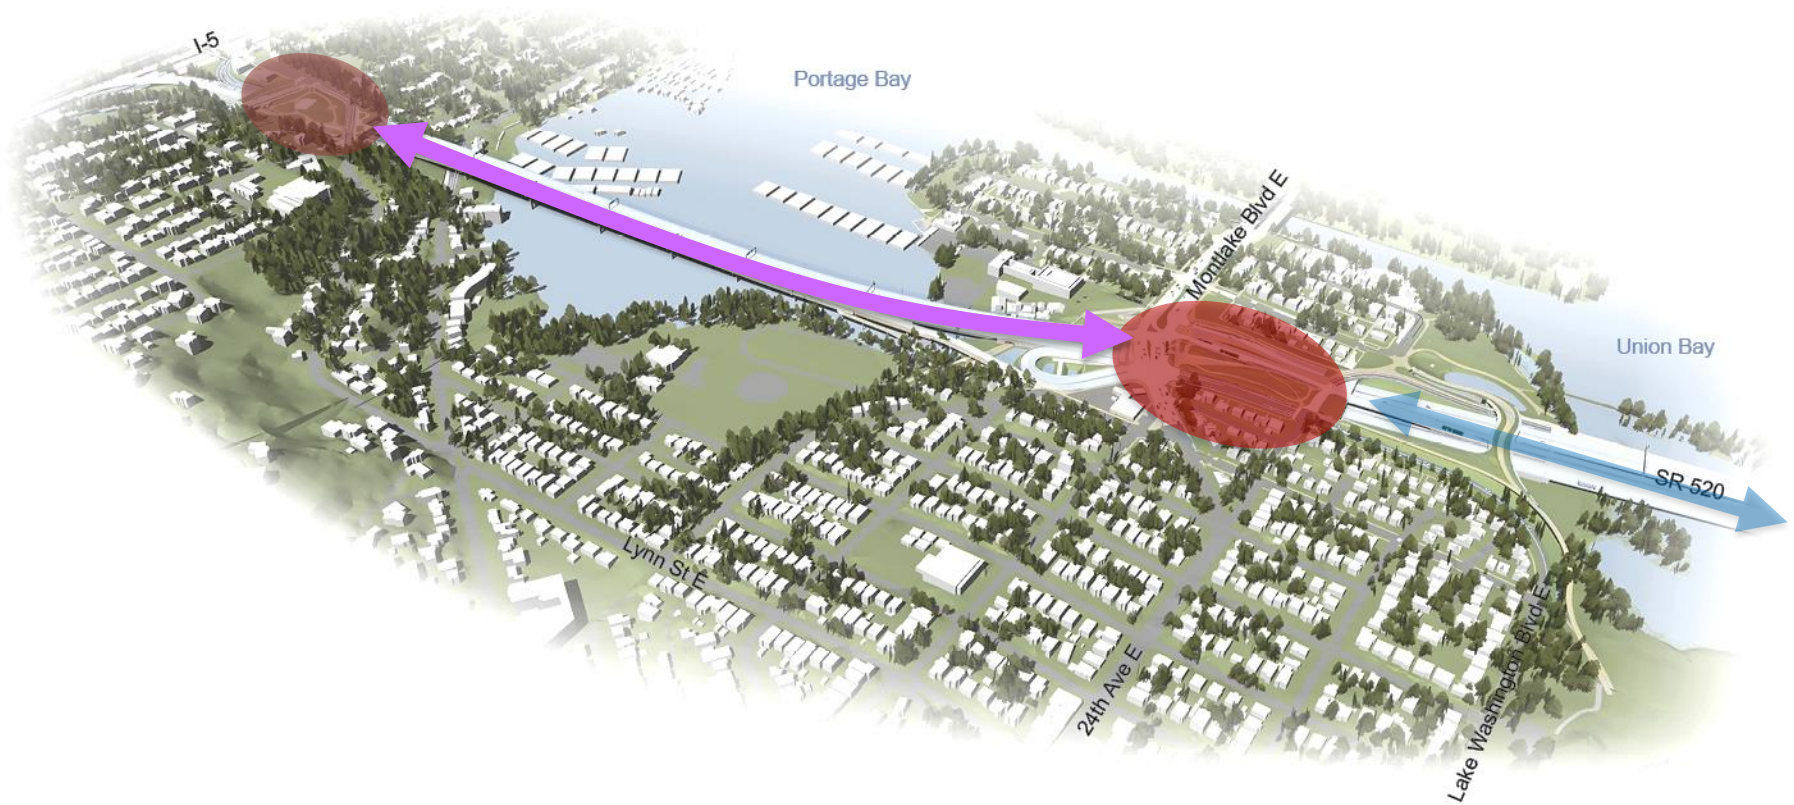 I-5
Portage Bay
Montlake Blvd E
Union Bay
SR 520
Lynn St E
24th Ave E
Lake Washington Blvd E